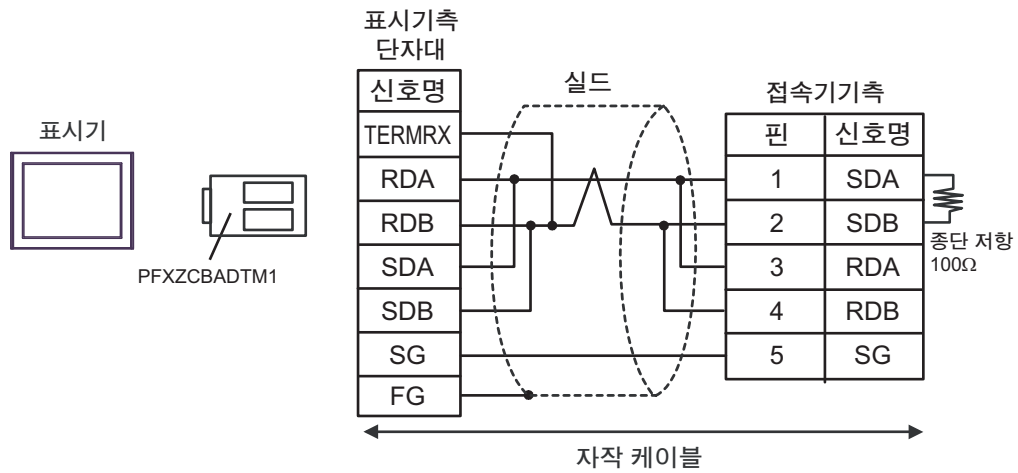 표시기
PFXZCBADTM1
표시기측
단자대
신호명
TERMRX
RDA
RDB
SDA
SDB
SG
FG
실드
접속기기측
핀 신호명
1 SDA
2 SDB
3 RDA
4 RDB
5 SG
종단 저항
100Ω
자작 케이블